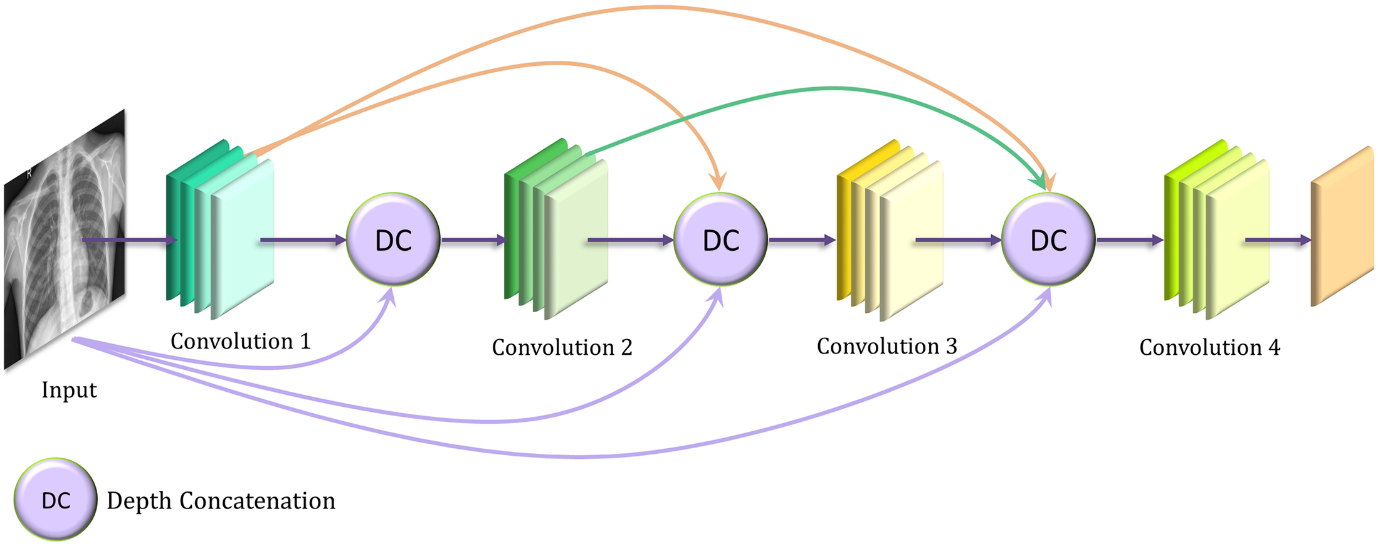 R
DC
DC
DC
Convolution 1
Convolution 2
Convolution 3
Convolution 4
Input
DC
Depth Concatenation